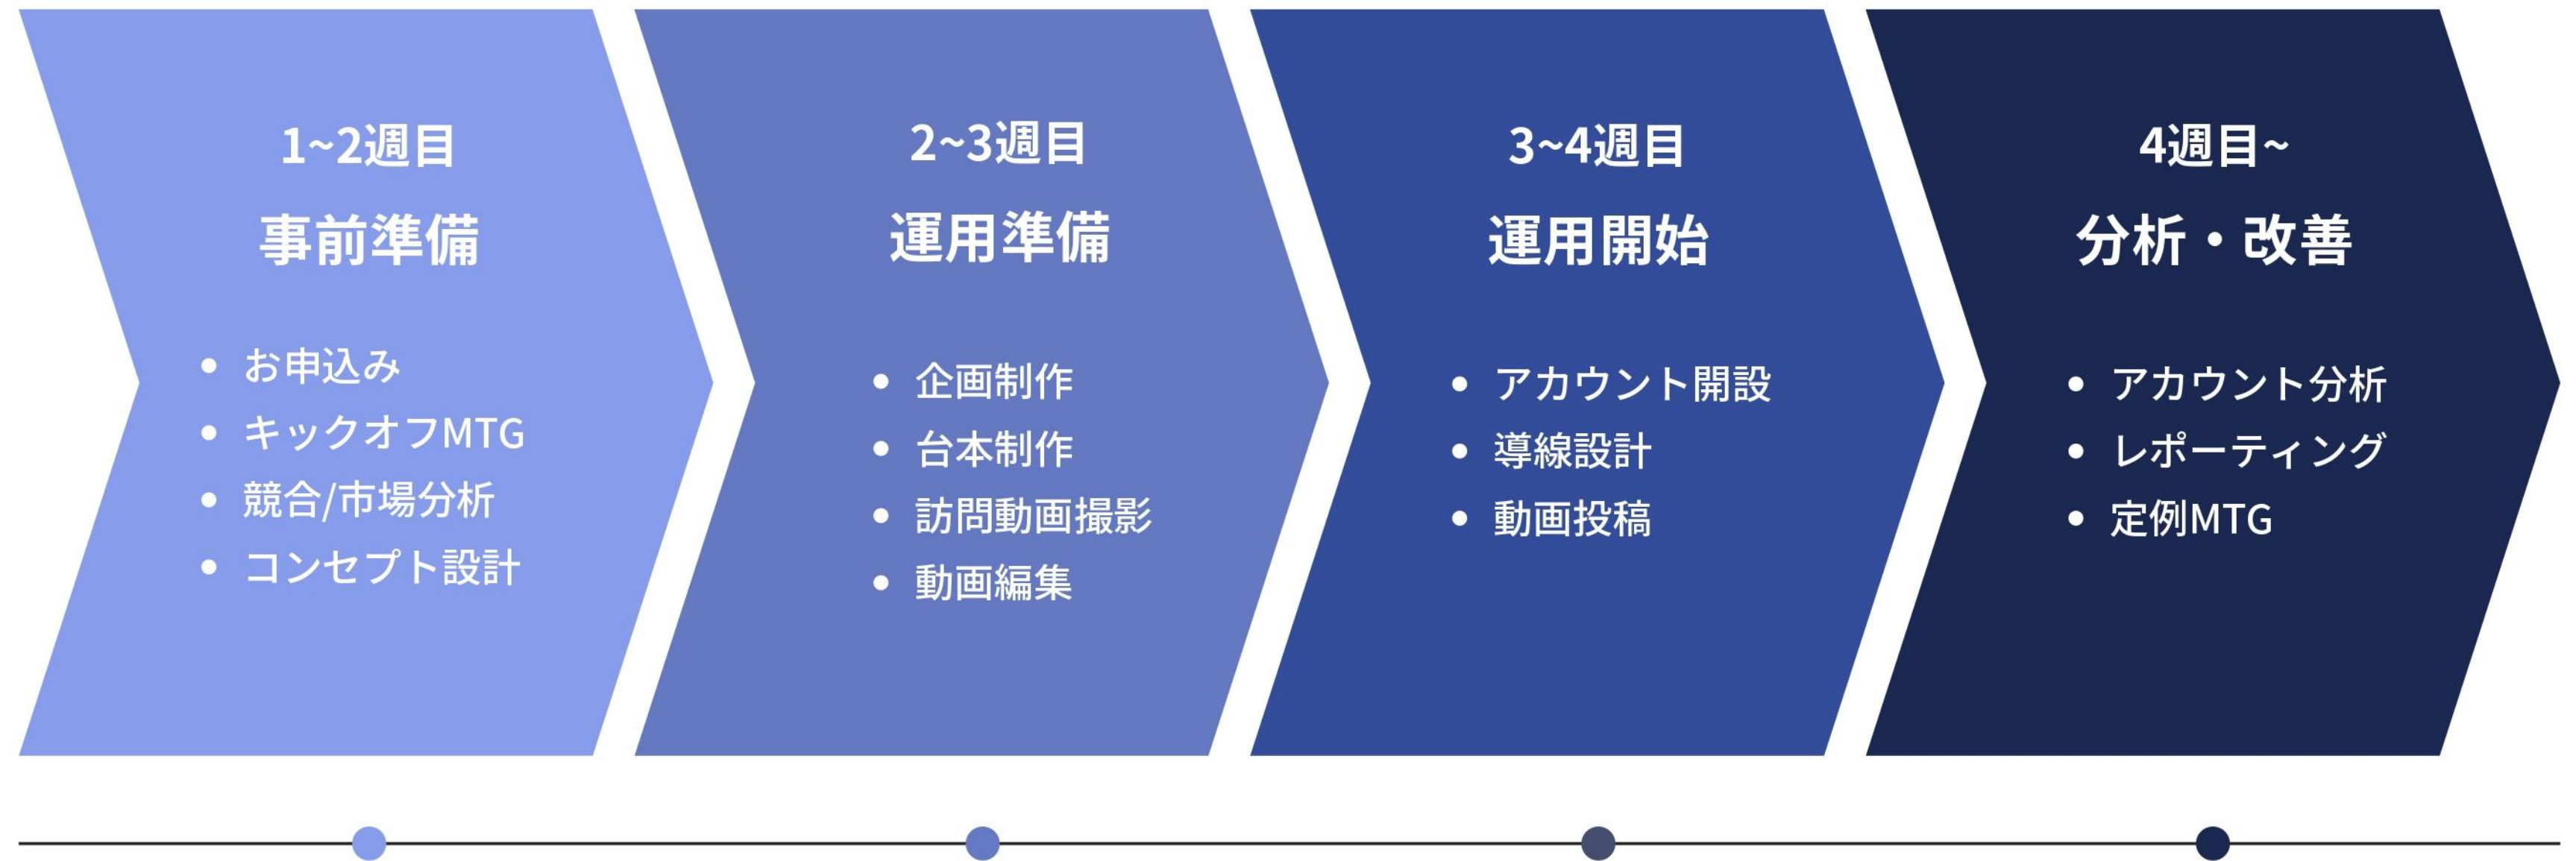 1~2週目
事前準備
• お申込み
• キックオフMTG
• 競合/市場分析
• コンセプト設計
2~3週目
運用準備
• 企画制作
• 台本制作
• 訪問動画撮影
• 動画編集
3~4週目
運用開始
• アカウント開設
• 導線設計
• 動画投稿
4週目~
分析・改善
• アカウント分析
• レポーティング
• 定例MTG